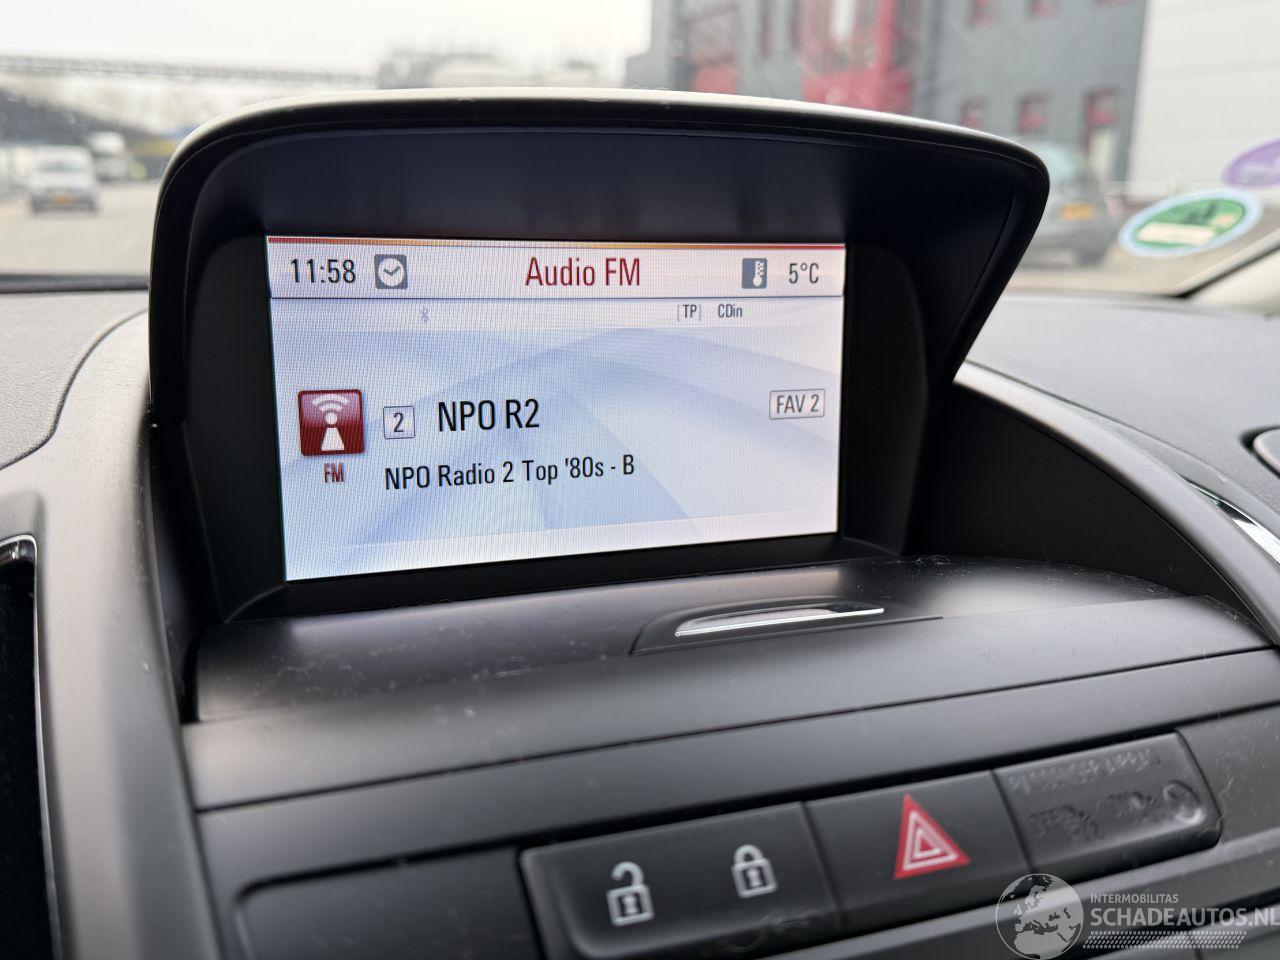 11:58 Audio FM 5°C
[TP] CDin
2 NPO R2 FAV 2
FM NPO Radio 2 Top '80s - B
INTERMOBILITAS
SCHADEAUTOS.NL